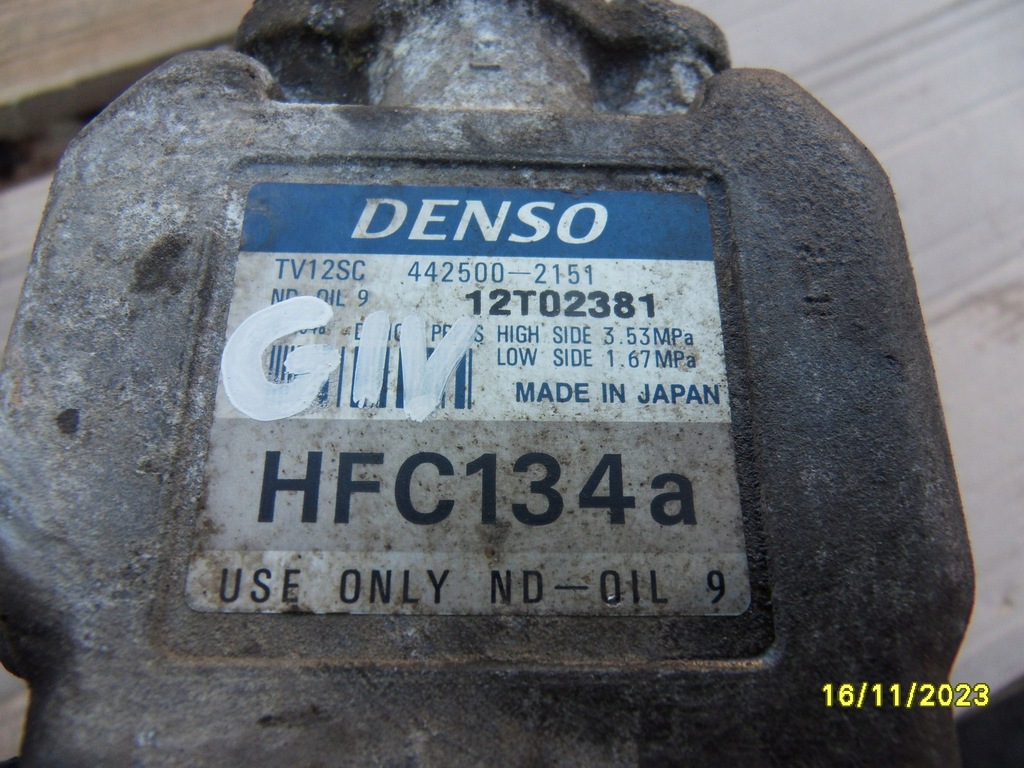 DENSO
TV12SC 442500-2151
ND-OIL 9 12T02381
HIGH SIDE 3.53MPa
LOW SIDE 1.67MPa
MADE IN JAPAN
HFC134a
USE ONLY ND-OIL 9
16/11/2023